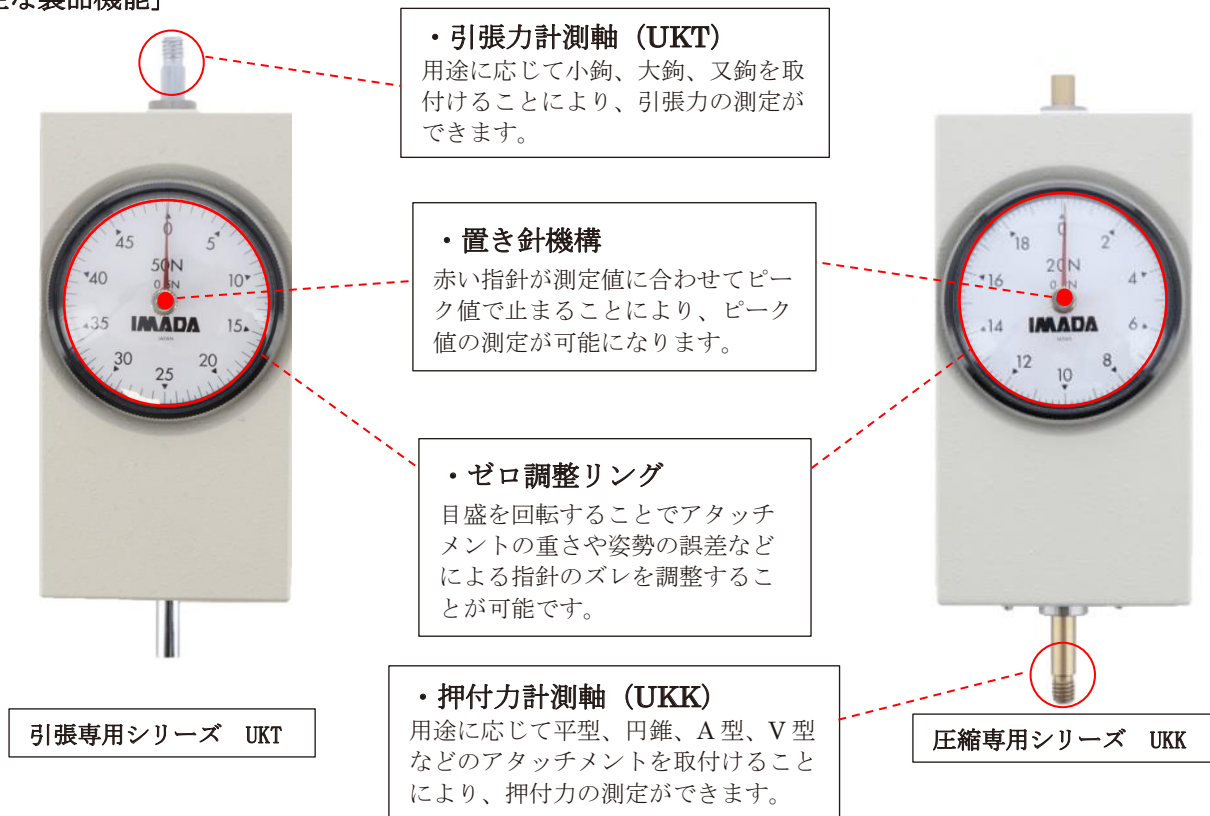 な製品機能」
・引張力計測軸（UKT）
用途に応じて小鉤、大鉤、又鉤を取
付けることにより、引張力の測定が
できます。
・置き針機構
赤い指針が測定値に合わせてピー
ク値で止まることにより、ピーク
値の測定が可能になります。
・ゼロ調整リング
目盛を回転することでアタッチ
メントの重さや姿勢の誤差など
による指針のズレを調整するこ
とが可能です。
・押付力計測軸（UKK）
用途に応じて平型、円錐、A 型、V 型
などのアタッチメントを取付けること
により、押付力の測定ができます。
0
5
10
15
20
25
30
35
40
45
50N
IMADA
JAPAN
引張専用シリーズ　UKT
0
2
4
6
8
10
12
14
16
18
20N
IMADA
JAPAN
圧縮専用シリーズ　UKK